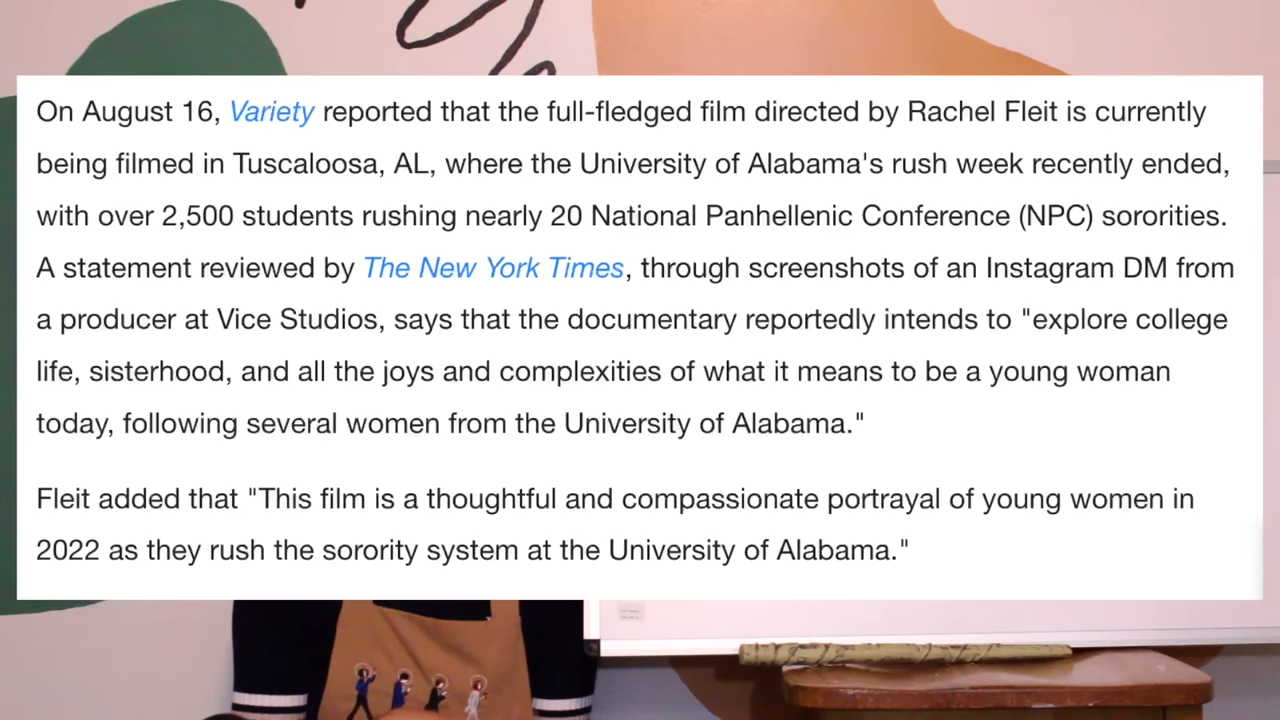 On August 16, Variety reported that the full-fledged film directed by Rachel Fleit is currently
being filmed in Tuscaloosa, AL, where the University of Alabama's rush week recently ended,
with over 2,500 students rushing nearly 20 National Panhellenic Conference (NPC) sororities.
A statement reviewed by The New York Times, through screenshots of an Instagram DM from
a producer at Vice Studios, says that the documentary reportedly intends to "explore college
life, sisterhood, and all the joys and complexities of what it means to be a young woman
today, following several women from the University of Alabama."
Fleit added that "This film is a thoughtful and compassionate portrayal of young women in
2022 as they rush the sorority system at the University of Alabama."